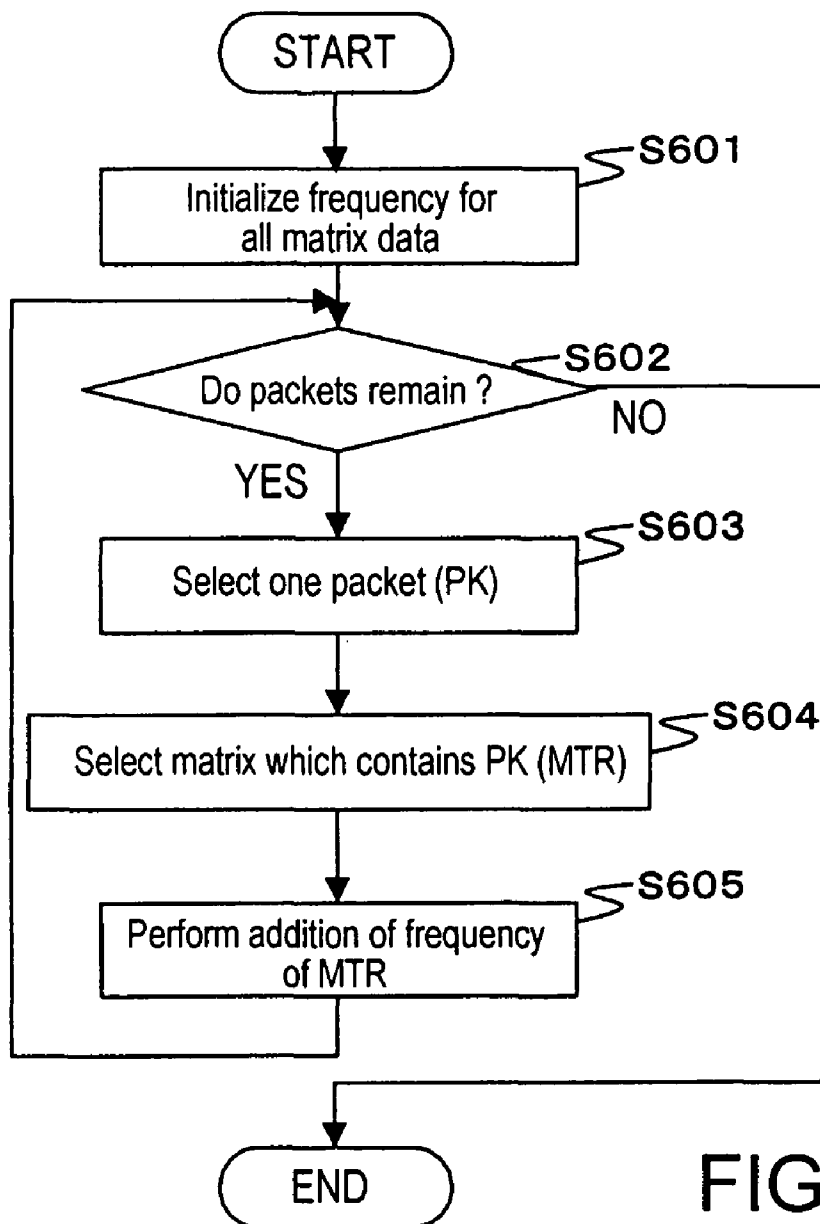 START
S601
Initialize frequency for
all matrix data
S602
Do packets remain ?
NO
YES
S603
Select one packet (PK)
S604
Select matrix which contains PK (MTR)
S605
Perform addition of frequency
of MTR
END
FIG